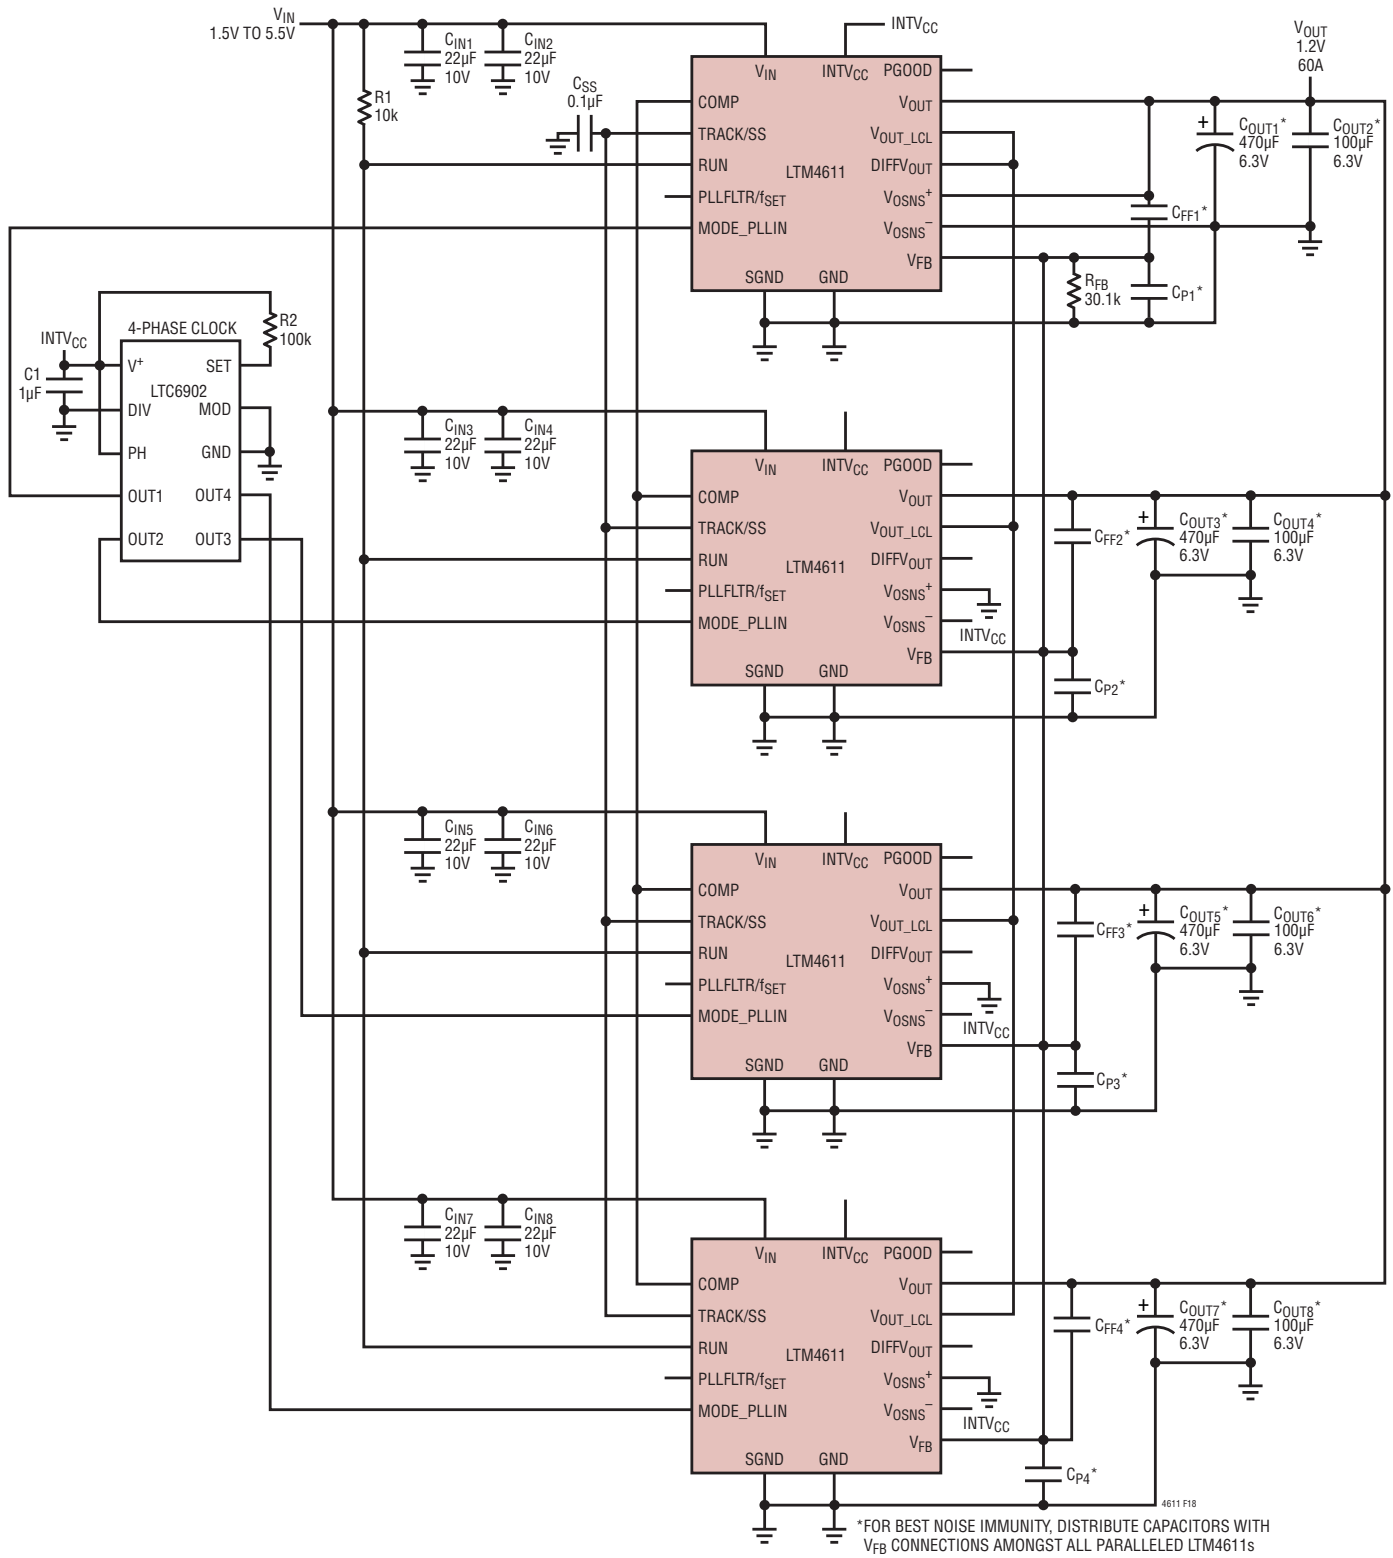 VIN
1.5V TO 5.5V
CIN1
22µF
10V
CIN2
22µF
10V
R1
10k
CSS
0.1µF
INTVCC
VIN
INTVCC
PGOOD
COMP
VOUT
TRACK/SS
VOUT_LCL
RUN
LTM4611
DIFFVOUT
PLLFLTR/fSET
VOSNS+
MODE_PLLIN
VOSNS–
VFB
SGND
GND
VOUT
1.2V
60A
COUT1*
470µF
6.3V
+
COUT2*
100µF
6.3V
CFF1*
RFB
30.1k
CP1*
4-PHASE CLOCK
R2
100k
INTVCC
C1
1µF
V+
SET
LTC6902
DIV
MOD
PH
GND
OUT1
OUT4
OUT2
OUT3
CIN3
22µF
10V
CIN4
22µF
10V
VIN
INTVCC
PGOOD
COMP
VOUT
TRACK/SS
VOUT_LCL
RUN
LTM4611
DIFFVOUT
PLLFLTR/fSET
VOSNS+
MODE_PLLIN
VOSNS–
INTVCC
VFB
SGND
GND
CFF2*
+
COUT3*
470µF
6.3V
COUT4*
100µF
6.3V
CP2*
CIN5
22µF
10V
CIN6
22µF
10V
VIN
INTVCC
PGOOD
COMP
VOUT
TRACK/SS
VOUT_LCL
RUN
LTM4611
DIFFVOUT
PLLFLTR/fSET
VOSNS+
MODE_PLLIN
VOSNS–
INTVCC
VFB
SGND
GND
CFF3*
+
COUT5*
470µF
6.3V
COUT6*
100µF
6.3V
CP3*
CIN7
22µF
10V
CIN8
22µF
10V
VIN
INTVCC
PGOOD
COMP
VOUT
TRACK/SS
VOUT_LCL
RUN
LTM4611
DIFFVOUT
PLLFLTR/fSET
VOSNS+
MODE_PLLIN
VOSNS–
INTVCC
VFB
SGND
GND
CFF4*
+
COUT7*
470µF
6.3V
COUT8*
100µF
6.3V
CP4*
4611 F18
*FOR BEST NOISE IMMUNITY, DISTRIBUTE CAPACITORS WITH
VFB CONNECTIONS AMONGST ALL PARALLELED LTM4611s